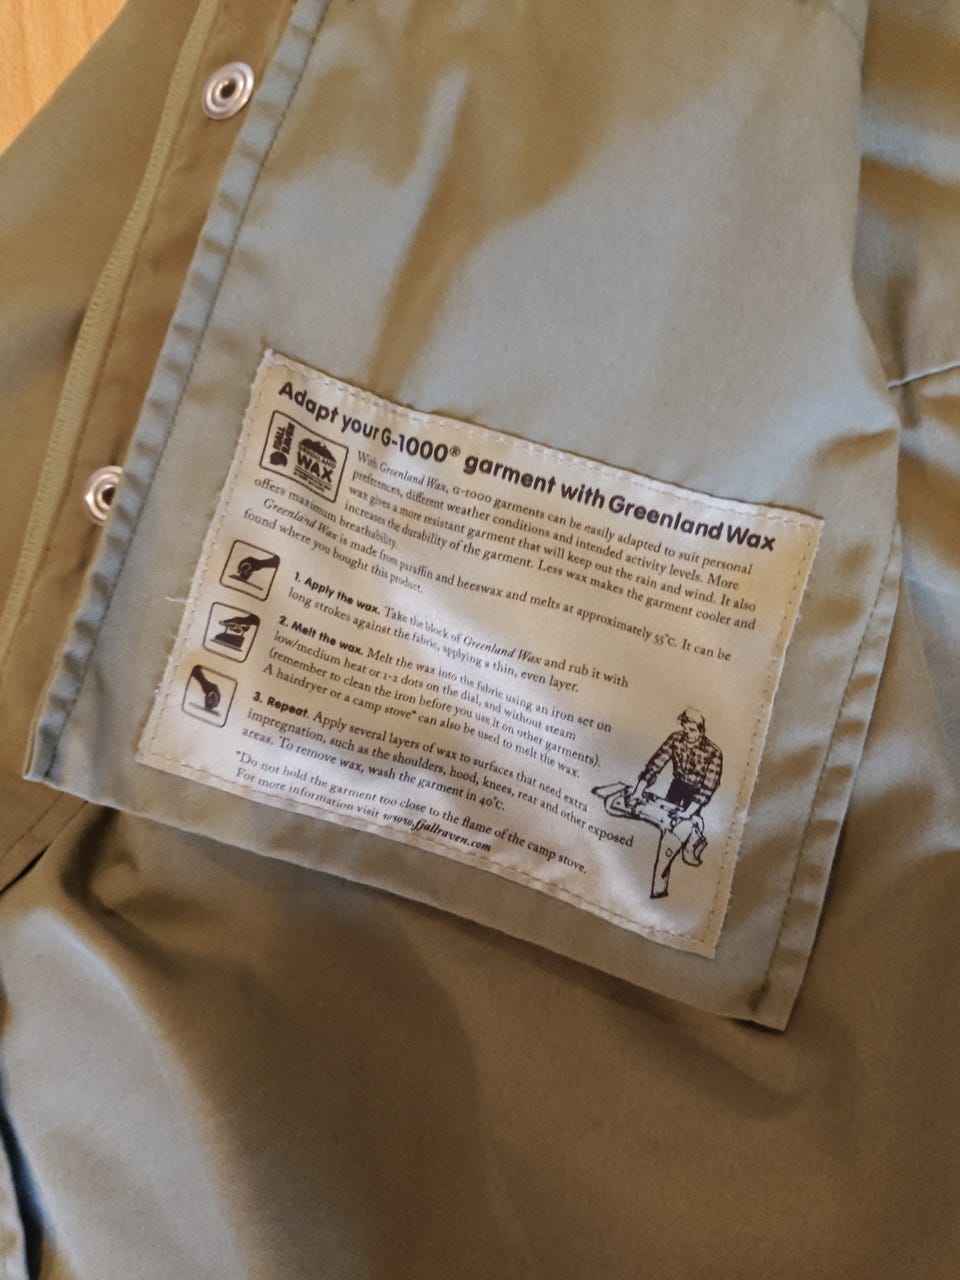 Adapt your G-1000® garment with Greenland Wax
FJÄLL
RÄVEN
GREENLAND
WAX
With Greenland Wax, G-1000 garments can be easily adapted to suit personal
preferences, different weather conditions and intended activity levels. More
wax gives a more resistant garment that will keep out the rain and wind. It also
increases the durability of the garment. Less wax makes the garment cooler and
offers maximum breathability.
Greenland Wax is made from paraffin and beeswax and melts at approximately 55°C. It can be
found where you bought this product.
1. Apply the wax. Take the block of Greenland Wax and rub it with
long strokes against the fabric, applying a thin, even layer.
2. Melt the wax. Melt the wax into the fabric using an iron set on
low/medium heat or 1-2 dots on the dial, and without steam
(remember to clean the iron before you use it on other garments).
A hairdryer or a camp stove* can also be used to melt the wax.
3. Repeat. Apply several layers of wax to surfaces that need extra
impregnation, such as the shoulders, hood, knees, rear and other exposed
areas. To remove wax, wash the garment in 40°C.
*Do not hold the garment too close to the flame of the camp stove.
For more information visit www.fjallraven.com